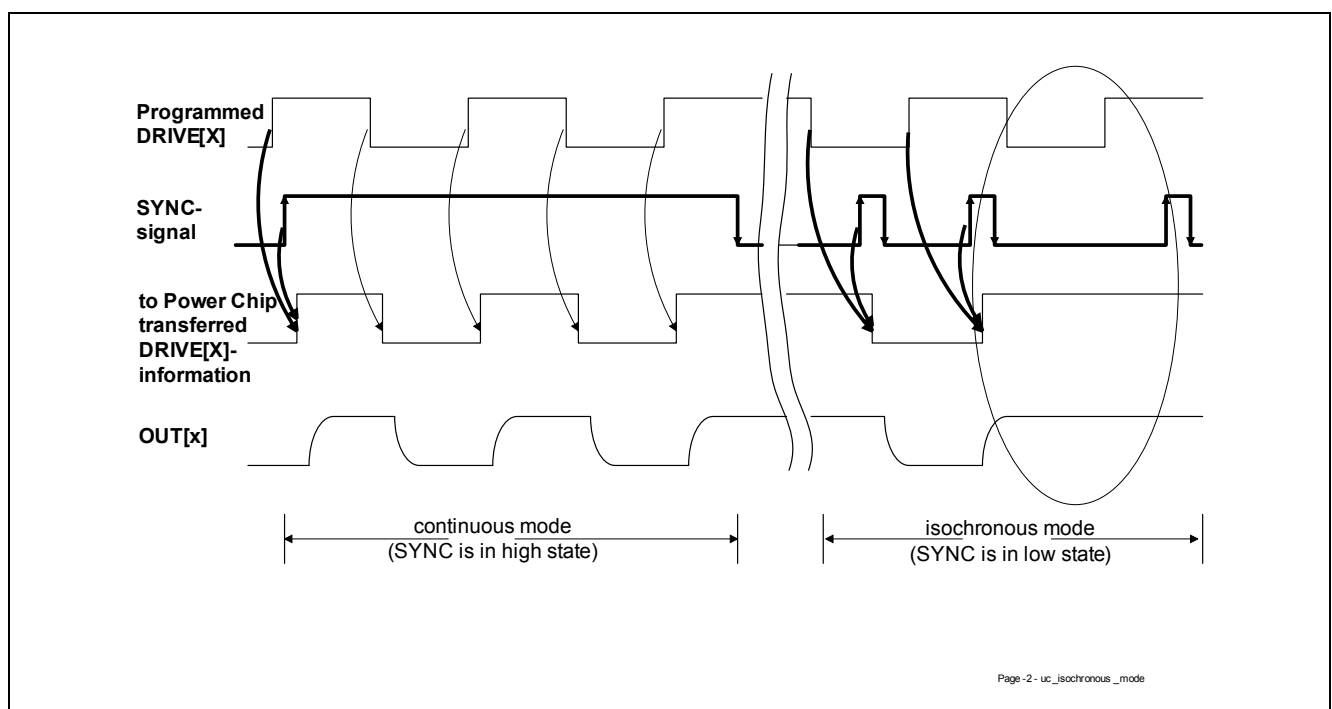 Programmed
DRIVE[X]
SYNC-
signal
to Power Chip
transferred
DRIVE[X]-
information
OUT[x]
continuous mode
(SYNC is in high state)
isochronous mode
(SYNC is in low state)
Page -2 - uc_isochronous _mode